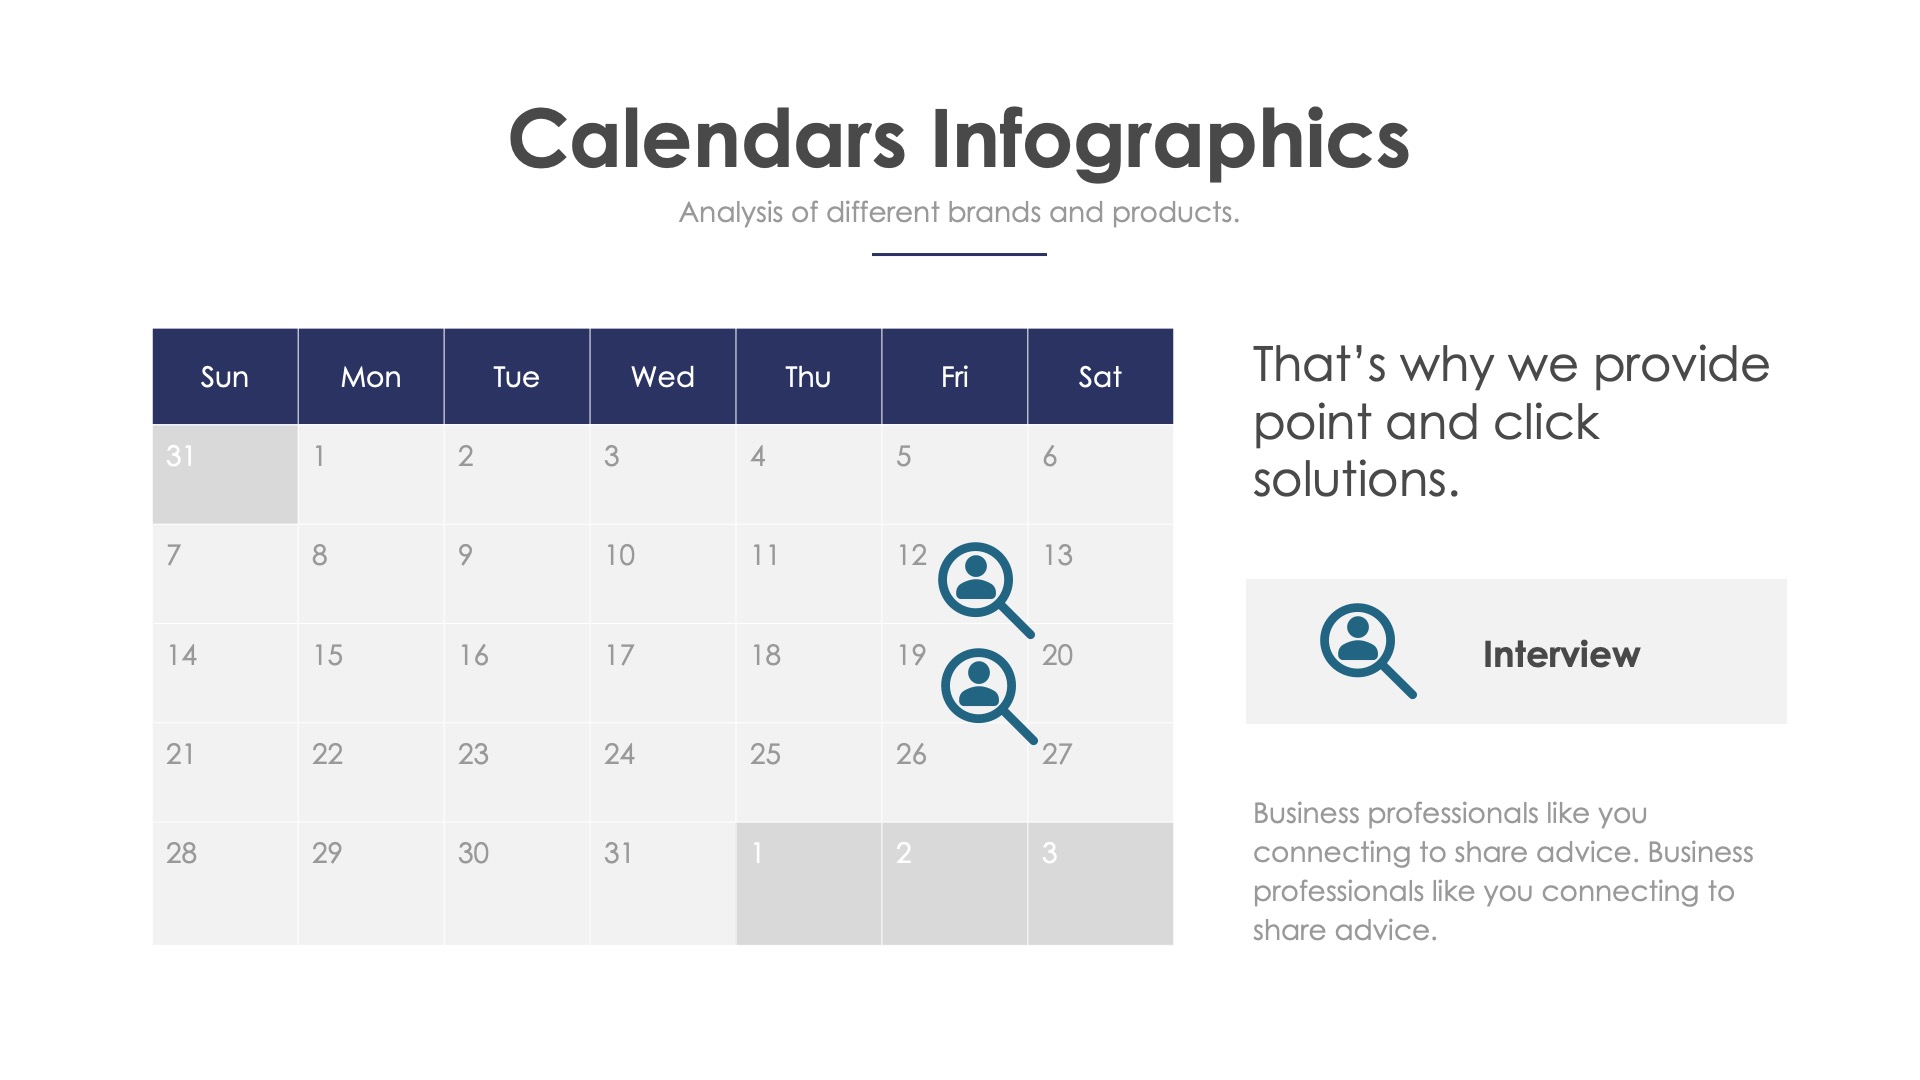 Calendars Infographics
Analysis of different brands and products.
Sun Mon Tue Wed Thu Fri Sat
31 1 2 3 4 5 6
7 8 9 10 11 12 13
14 15 16 17 18 19 20
21 22 23 24 25 26 27
28 29 30 31 1 2 3
That’s why we provide
point and click
solutions.
Interview
Business professionals like you
connecting to share advice. Business
professionals like you connecting to
share advice.